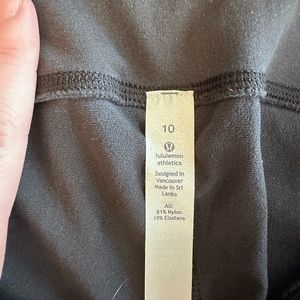 10
lululemon
athletica
Designed in
Vancouver
Made in Sri
Lanka
All:
81% Nylon
19% Elastane